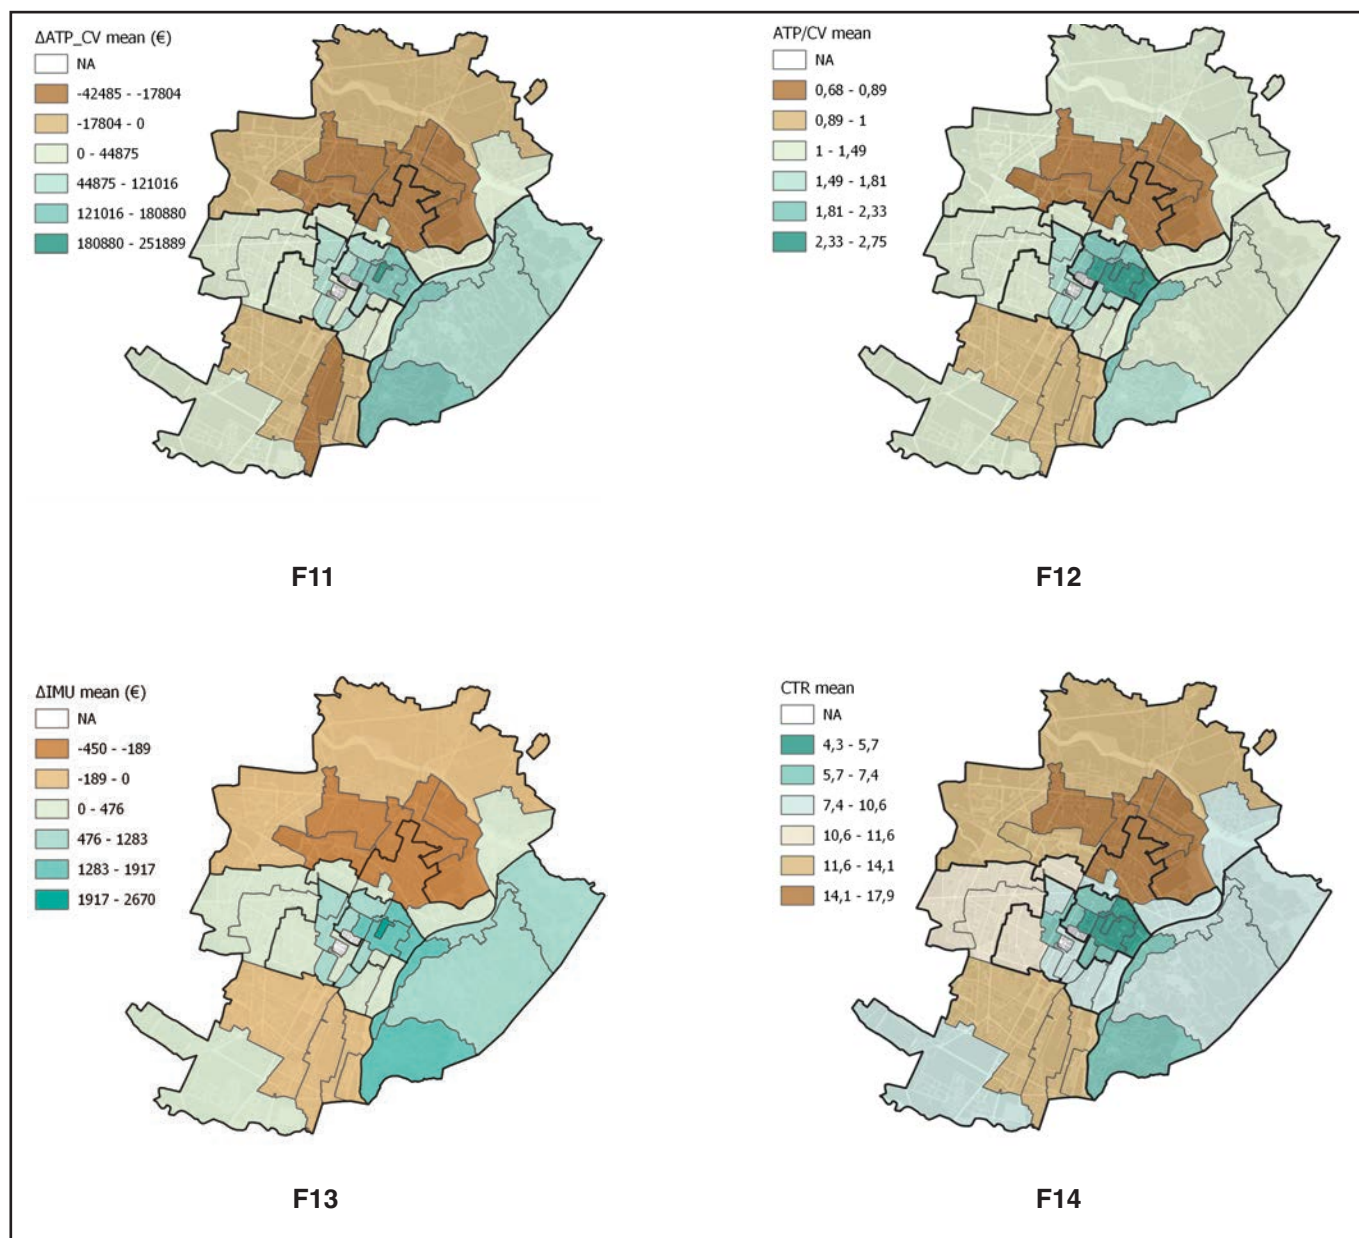 ΔATP_CV mean (€)
NA
-42485 - -17804
-17804 - 0
0 - 44875
44875 - 121016
121016 - 180880
180880 - 251889
F11
ATP/CV mean
NA
0,68 - 0,89
0,89 - 1
1 - 1,49
1,49 - 1,81
1,81 - 2,33
2,33 - 2,75
F12
ΔIMU mean (€)
NA
-450 - -189
-189 - 0
0 - 476
476 - 1283
1283 - 1917
1917 - 2670
F13
CTR mean
NA
4,3 - 5,7
5,7 - 7,4
7,4 - 10,6
10,6 - 11,6
11,6 - 14,1
14,1 - 17,9
F14